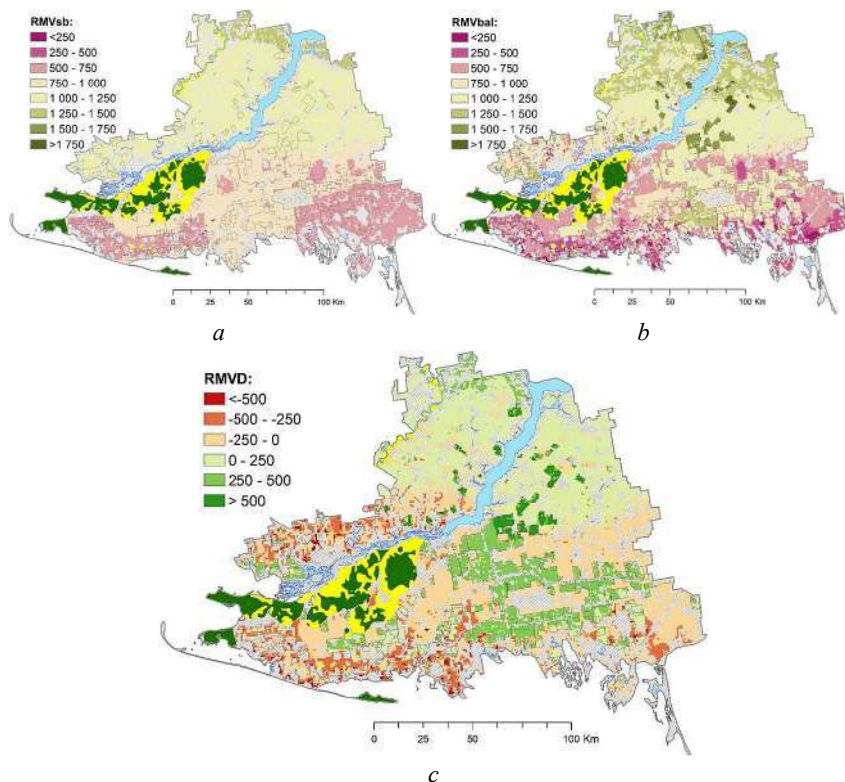 RMVsb:
<250
250 - 500
500 - 750
750 - 1 000
1 000 - 1 250
1 250 - 1 500
1 500 - 1 750
>1 750
0 25 50 100 Km
a
RMVbal:
<250
250 - 500
500 - 750
750 - 1 000
1 000 - 1 250
1 250 - 1 500
1 500 - 1 750
>1 750
0 25 50 100 Km
b
RMVD:
<-500
-500 - -250
-250 - 0
0 - 250
250 - 500
> 500
0 25 50 100 Km
c